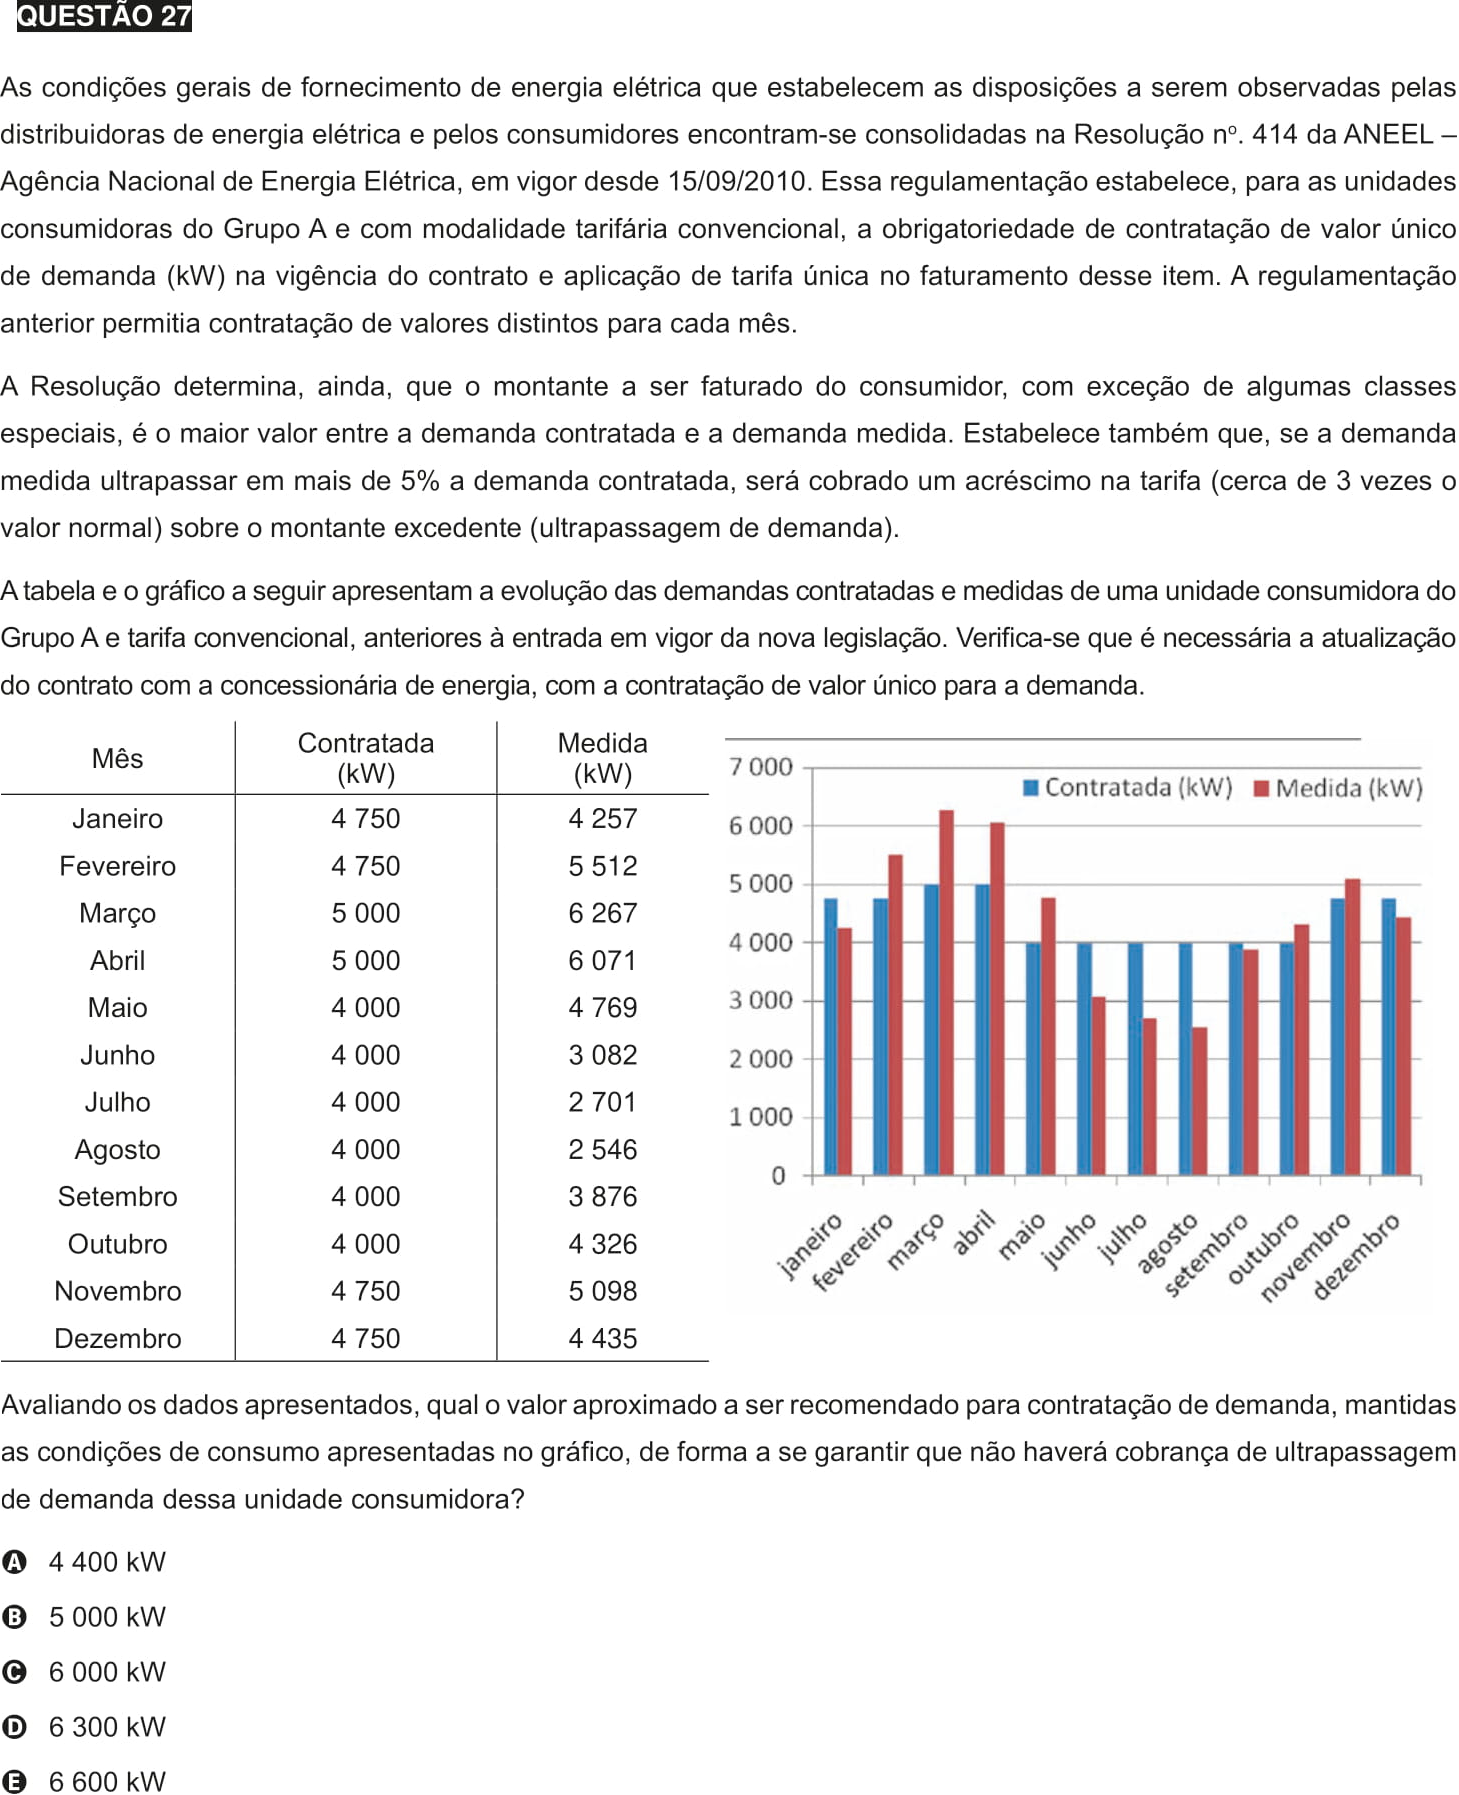 QUESTÃO 27
As condições gerais de fornecimento de energia elétrica que estabelecem as disposições a serem observadas pelas
distribuidoras de energia elétrica e pelos consumidores encontram-se consolidadas na Resolução nº. 414 da ANEEL –
Agência Nacional de Energia Elétrica, em vigor desde 15/09/2010. Essa regulamentação estabelece, para as unidades
consumidoras do Grupo A e com modalidade tarifária convencional, a obrigatoriedade de contratação de valor único
de demanda (kW) na vigência do contrato e aplicação de tarifa única no faturamento desse item. A regulamentação
anterior permitia contratação de valores distintos para cada mês.
A Resolução determina, ainda, que o montante a ser faturado do consumidor, com exceção de algumas classes
especiais, é o maior valor entre a demanda contratada e a demanda medida. Estabelece também que, se a demanda
medida ultrapassar em mais de 5% a demanda contratada, será cobrado um acréscimo na tarifa (cerca de 3 vezes o
valor normal) sobre o montante excedente (ultrapassagem de demanda).
A tabela e o gráfico a seguir apresentam a evolução das demandas contratadas e medidas de uma unidade consumidora do
Grupo A e tarifa convencional, anteriores à entrada em vigor da nova legislação. Verifica-se que é necessária a atualização
do contrato com a concessionária de energia, com a contratação de valor único para a demanda.
Mês Contratada (kW) Medida (kW)
Janeiro 4 750 4 257
Fevereiro 4 750 5 512
Março 5 000 6 267
Abril 5 000 6 071
Maio 4 000 4 769
Junho 4 000 3 082
Julho 4 000 2 701
Agosto 4 000 2 546
Setembro 4 000 3 876
Outubro 4 000 4 326
Novembro 4 750 5 098
Dezembro 4 750 4 435
Contratada (kW) Medida (kW)
7 000
6 000
5 000
4 000
3 000
2 000
1 000
0
janeiro
fevereiro
março
abril
maio
junho
julho
agosto
setembro
outubro
novembro
dezembro
Avaliando os dados apresentados, qual o valor aproximado a ser recomendado para contratação de demanda, mantidas
as condições de consumo apresentadas no gráfico, de forma a se garantir que não haverá cobrança de ultrapassagem
de demanda dessa unidade consumidora?
A 4 400 kW
B 5 000 kW
C 6 000 kW
D 6 300 kW
E 6 600 kW